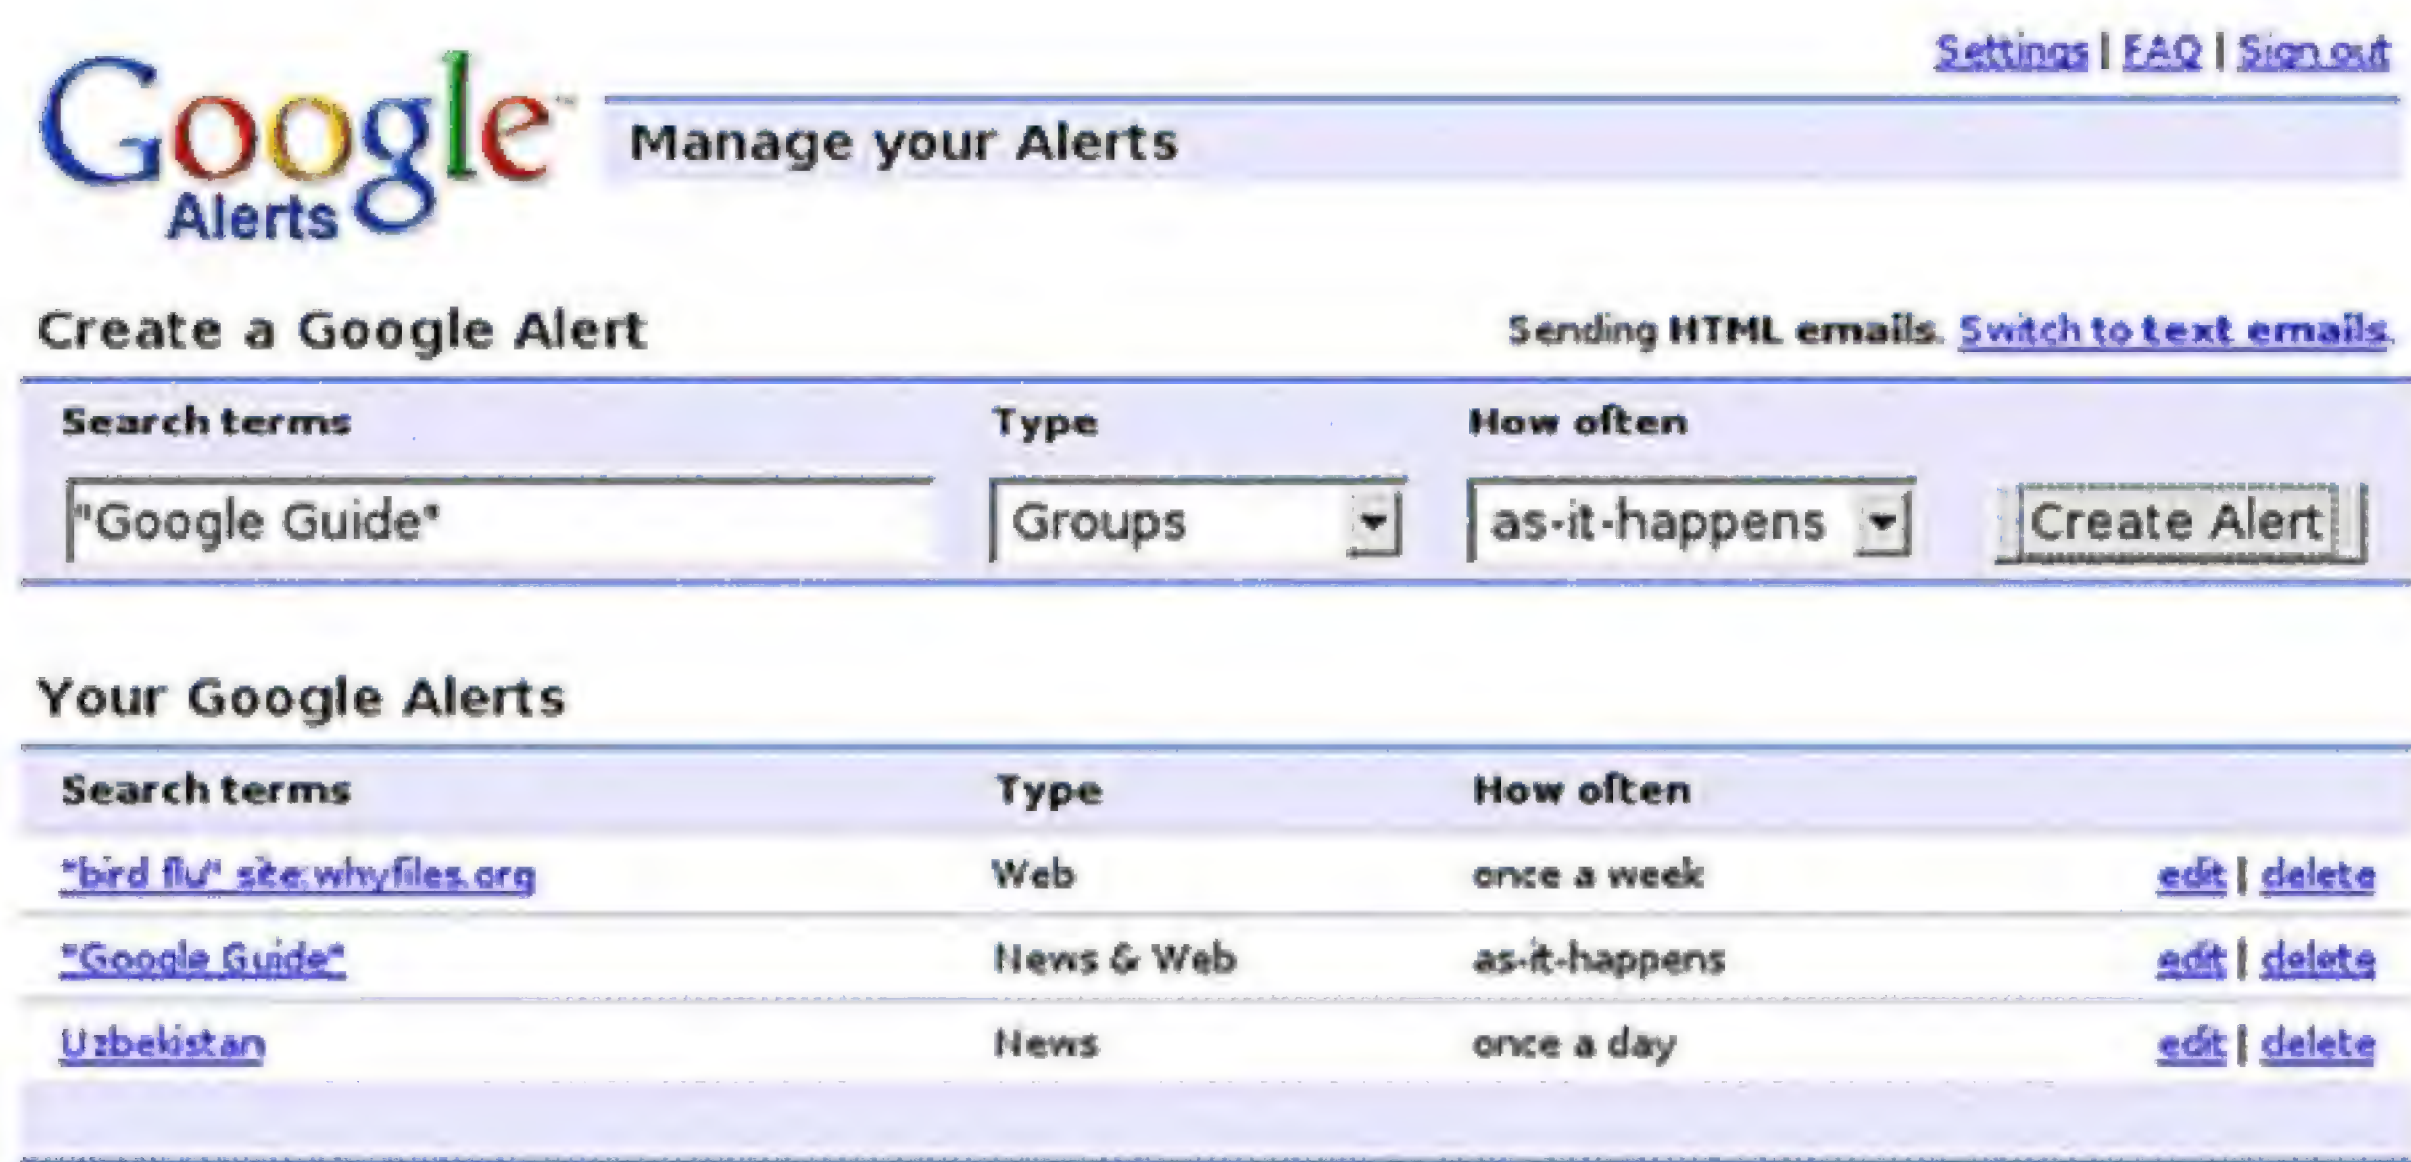 Settings | FAQ | Sign out
Google™
Alerts
Manage your Alerts
Create a Google Alert
Sending HTML emails. Switch to text emails.
Search terms Type How often
"Google Guide" Groups as-it-happens Create Alert
Your Google Alerts
Search terms Type How often
"bird flu" site:whyfiles.org Web once a week edit | delete
"Google Guide" News & Web as-it-happens edit | delete
Uzbekistan News once a day edit | delete